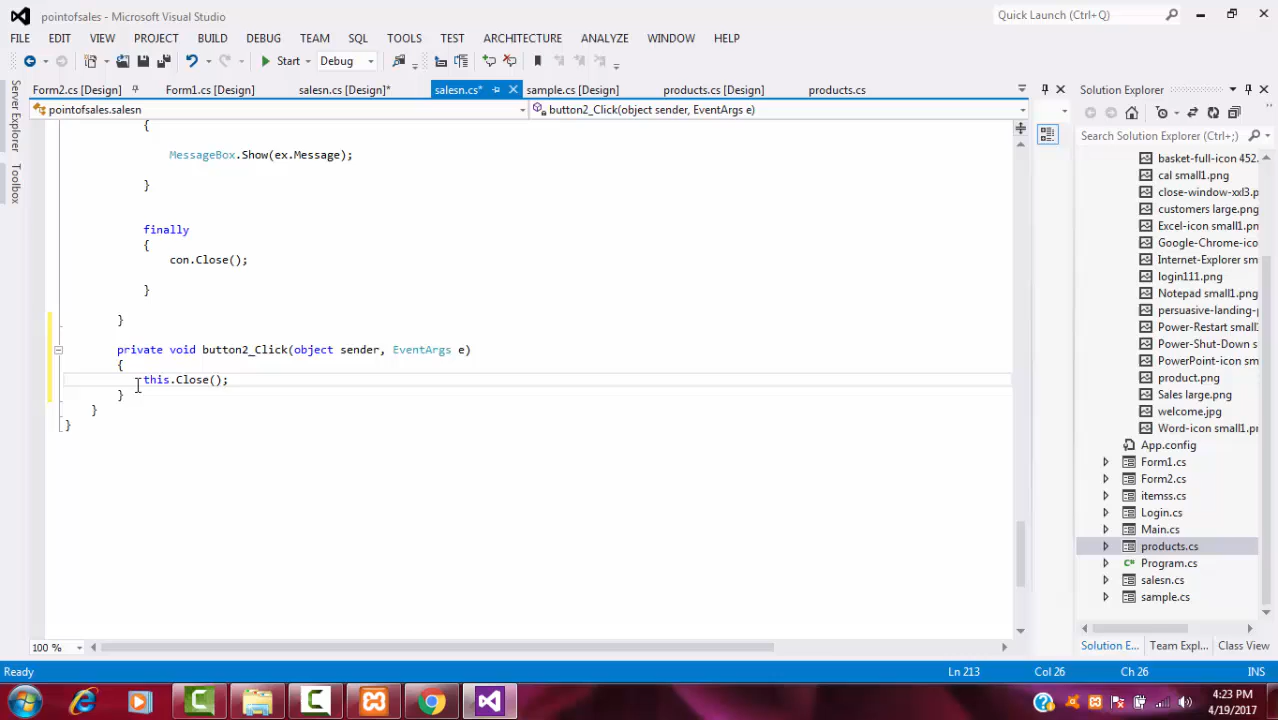 pointofsales - Microsoft Visual Studio
Quick Launch (Ctrl+Q)
FILE EDIT VIEW PROJECT BUILD DEBUG TEAM SQL TOOLS TEST ARCHITECTURE ANALYZE WINDOW HELP
Start Debug
Form2.cs [Design] Form1.cs [Design] salesn.cs [Design]* salesn.cs* sample.cs [Design] products.cs [Design] products.cs
Solution Explorer
pointofsales.salesn button2_Click(object sender, EventArgs e)
Server Explorer
Toolbox
Search Solution Explorer (Ctrl+;)
{
MessageBox.Show(ex.Message);
}
finally
{
con.Close();
}
}
private void button2_Click(object sender, EventArgs e)
{
this.Close();
}
}
}
basket-full-icon 452.
cal small1.png
close-window-xxl3.p
customers large.png
Excel-icon small1.pn
Google-Chrome-ico
Internet-Explorer sm
login111.png
Notepad small1.png
persuasive-landing-
Power-Restart small1
Power-Shut-Down s
PowerPoint-icon sm
product.png
Sales large.png
welcome.jpg
Word-icon small1.pr
App.config
Form1.cs
Form2.cs
itemss.cs
Login.cs
Main.cs
products.cs
C# Program.cs
salesn.cs
sample.cs
100 %
Solution E... Team Expl... Class View
Ready Ln 213 Col 26 Ch 26 INS
4:23 PM
4/19/2017